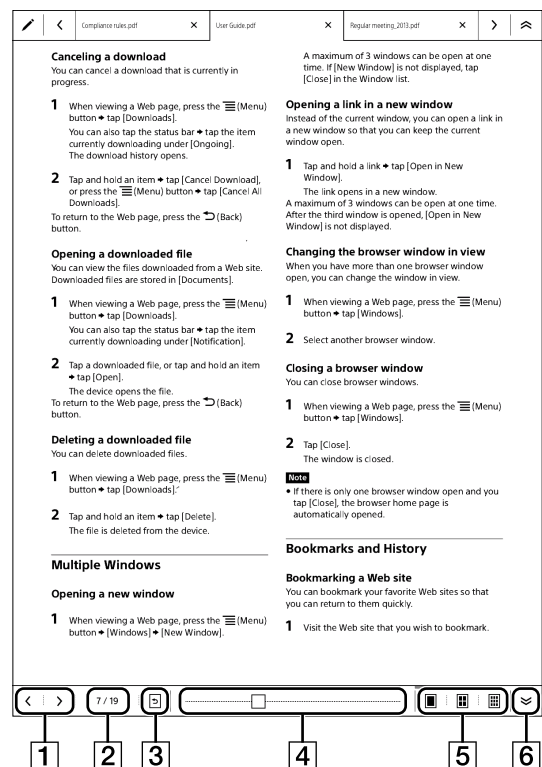 Compliance rules.pdf
User Guide.pdf
Regular meeting_2013.pdf
Canceling a download
You can cancel a download that is currently in
progress.
1 When viewing a Web page, press the (Menu)
button ➜ tap [Downloads].
You can also tap the status bar ➜ tap the item
currently downloading under [Ongoing].
The download history opens.
2 Tap and hold an item ➜ tap [Cancel Download],
or press the (Menu) button ➜ tap [Cancel All
Downloads].
To return to the Web page, press the (Back)
button.
Opening a downloaded file
You can view the files downloaded from a Web site.
Downloaded files are stored in [Documents].
1 When viewing a Web page, press the (Menu)
button ➜ tap [Downloads].
You can also tap the status bar ➜ tap the item
currently downloading under [Notification].
2 Tap a downloaded file, or tap and hold an item
➜ tap [Open].
The device opens the file.
To return to the Web page, press the (Back)
button.
Deleting a downloaded file
You can delete downloaded files.
1 When viewing a Web page, press the (Menu)
button ➜ tap [Downloads].
2 Tap and hold an item ➜ tap [Delete].
The file is deleted from the device.
Multiple Windows
Opening a new window
1 When viewing a Web page, press the (Menu)
button ➜ [Windows] ➜ [New Window].
A maximum of 3 windows can be open at one
time. If [New Window] is not displayed, tap
[Close] in the Window list.
Opening a link in a new window
Instead of the current window, you can open a link in
a new window so that you can keep the current
window open.
1 Tap and hold a link ➜ tap [Open in New
Window].
The link opens in a new window.
A maximum of 3 windows can be open at one time.
After the third window is opened, [Open in New
Window] is not displayed.
Changing the browser window in view
When you have more than one browser window
open, you can change the window in view.
1 When viewing a Web page, press the (Menu)
button ➜ tap [Windows].
2 Select another browser window.
Closing a browser window
You can close browser windows.
1 When viewing a Web page, press the (Menu)
button ➜ tap [Windows].
2 Tap [Close].
The window is closed.
Note
• If there is only one browser window open and you
tap [Close], the browser home page is
automatically opened.
Bookmarks and History
Bookmarking a Web site
You can bookmark your favorite Web sites so that
you can return to them quickly.
1 Visit the Web site that you wish to bookmark.
7 / 19
1 2 3 4 5 6